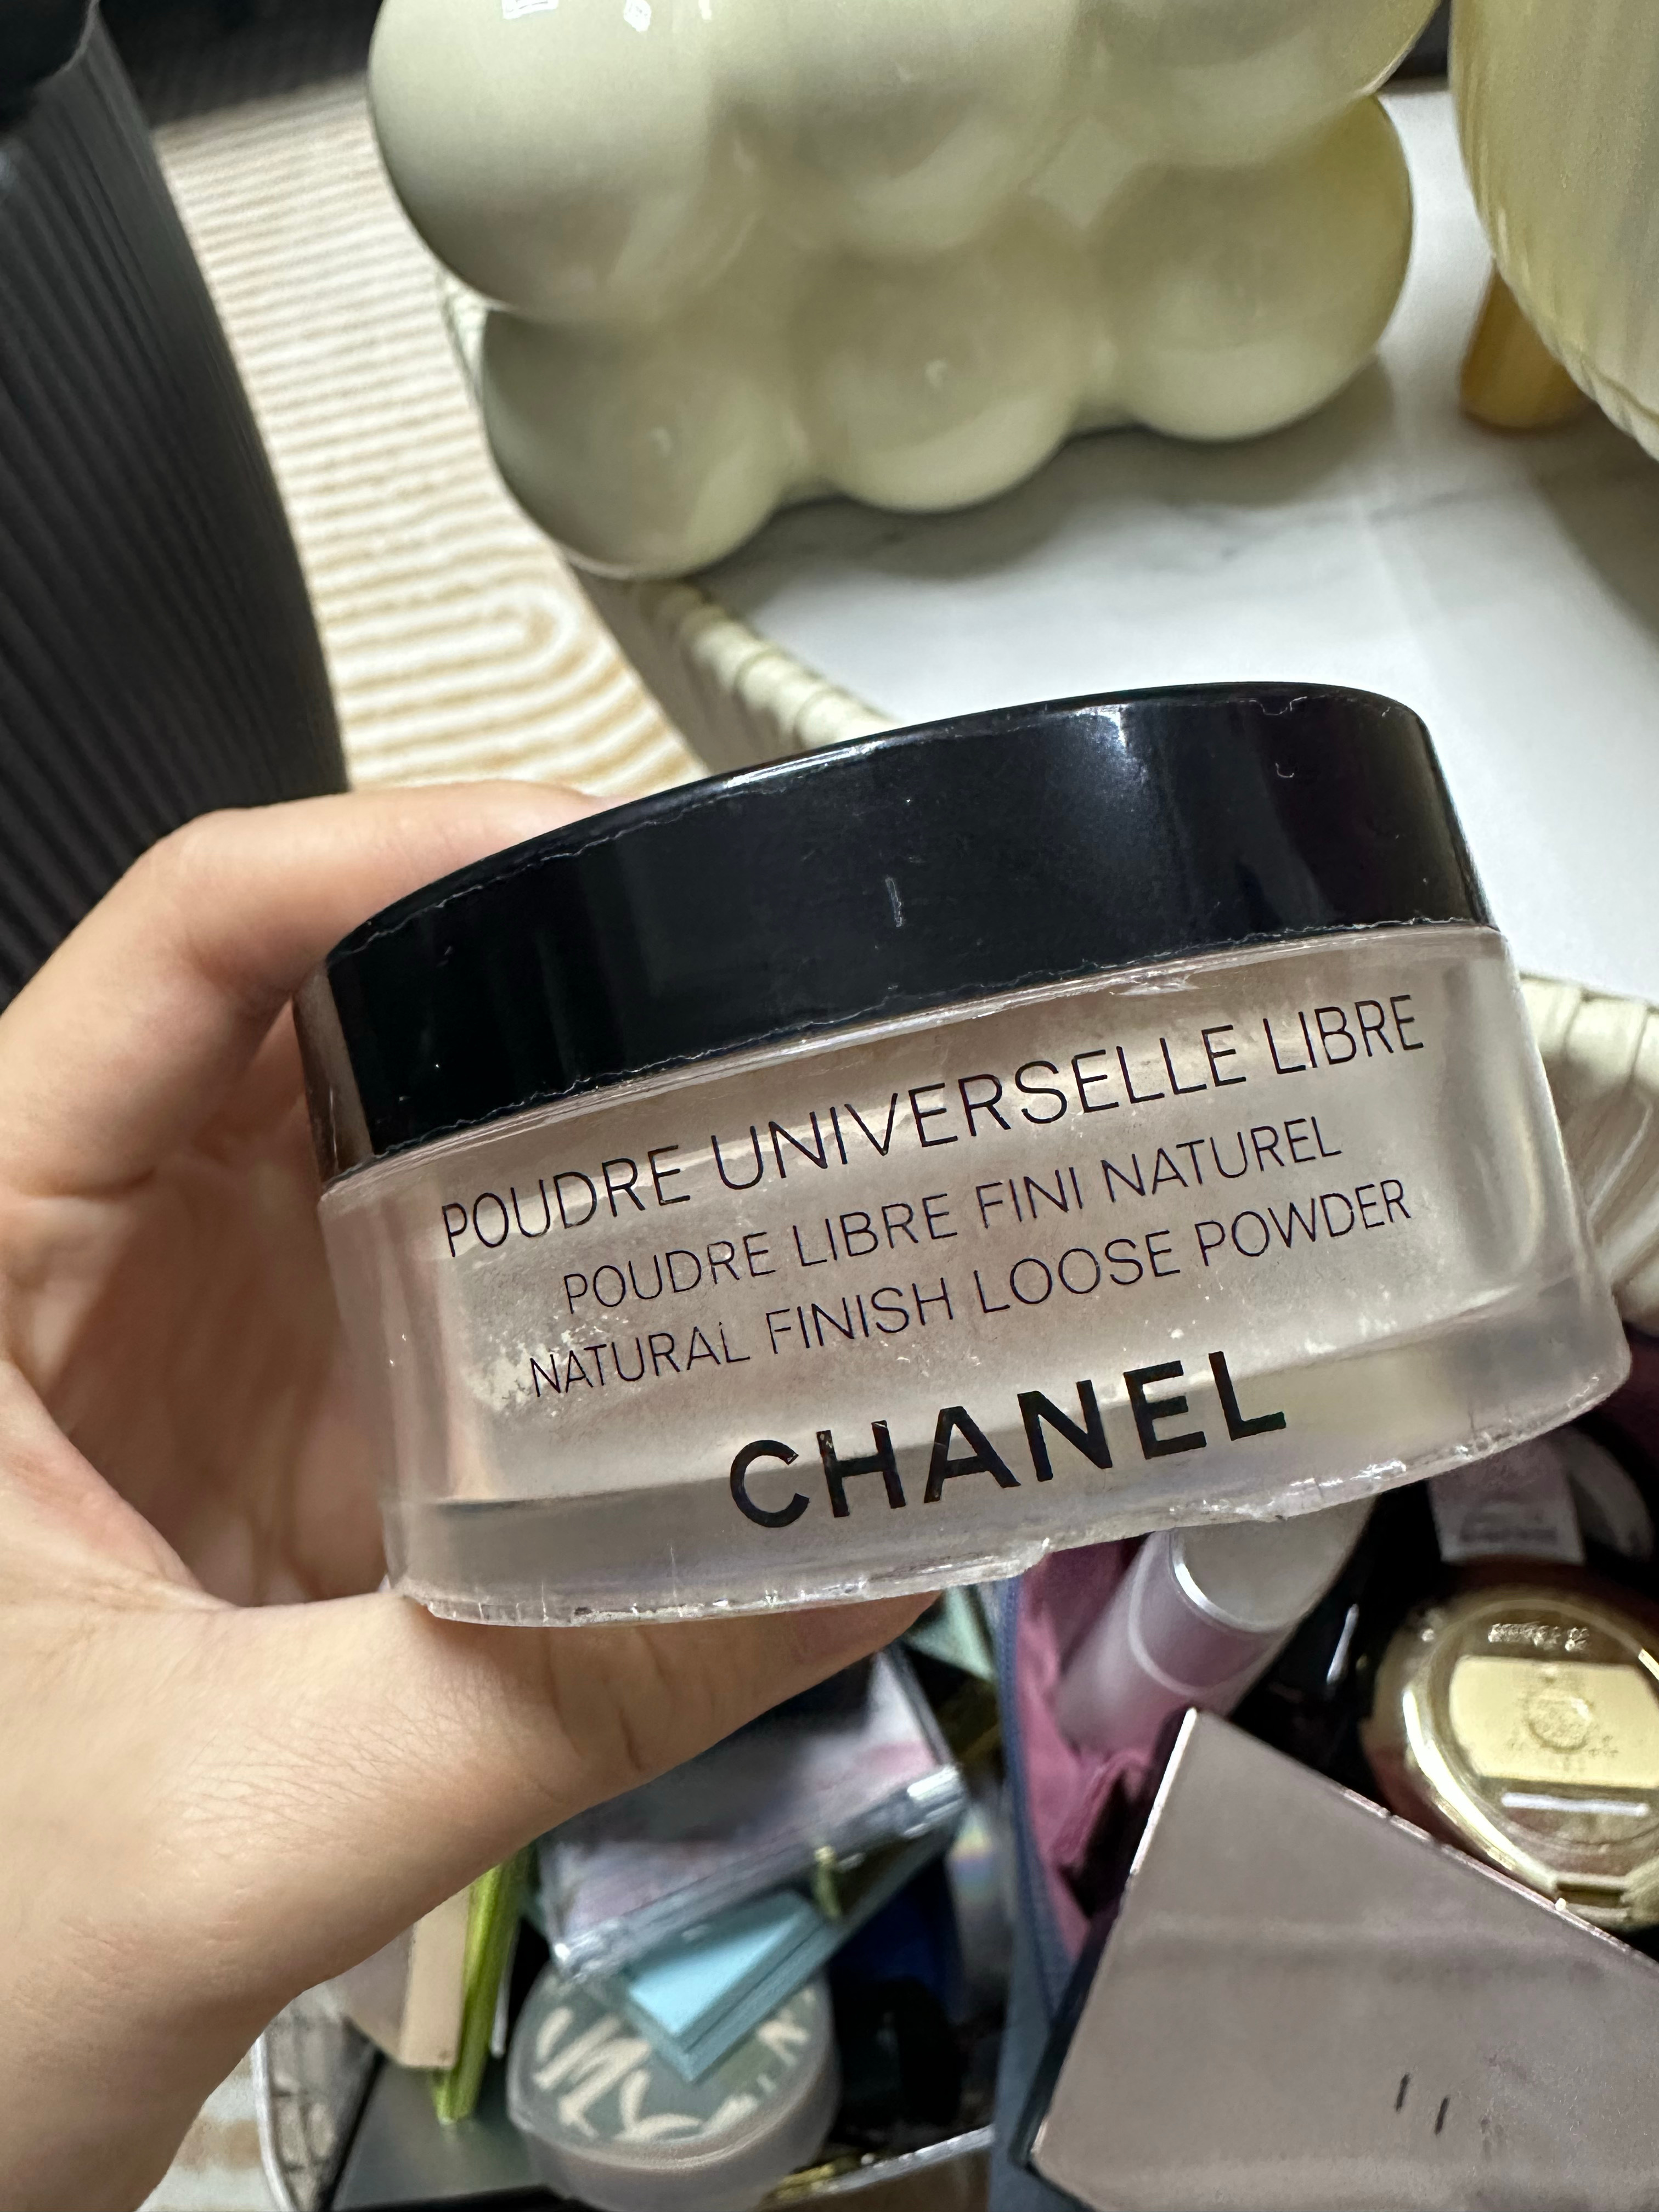 POUDRE UNIVERSELLE LIBRE
POUDRE LIBRE FINI NATUREL
NATURAL FINISH LOOSE POWDER
CHANEL